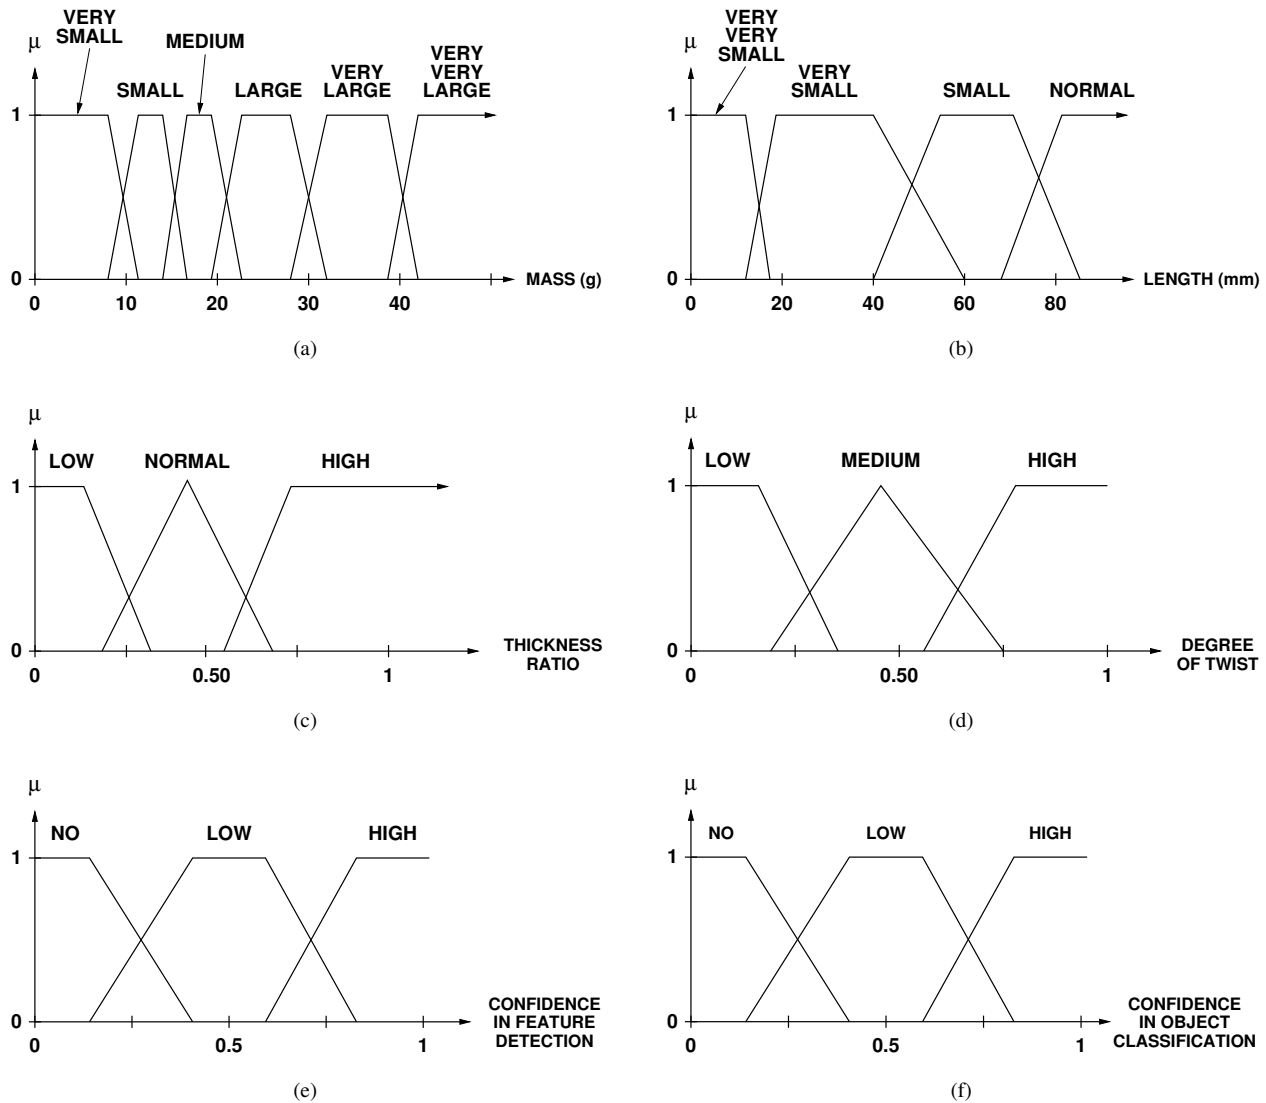 VERY
SMALL
MEDIUM
μ
SMALL
LARGE
VERY
LARGE
VERY
VERY
LARGE
1
0
0
10
20
30
40
MASS (g)
(a)
VERY
VERY
SMALL
μ
VERY
SMALL
SMALL
NORMAL
1
0
0
20
40
60
80
LENGTH (mm)
(b)
μ
LOW
NORMAL
HIGH
1
0
0
0.50
1
THICKNESS
RATIO
(c)
μ
LOW
MEDIUM
HIGH
1
0
0
0.50
1
DEGREE
OF TWIST
(d)
μ
NO
LOW
HIGH
1
0
0
0.5
1
CONFIDENCE
IN FEATURE
DETECTION
(e)
μ
NO
LOW
HIGH
1
0
0
0.5
1
CONFIDENCE
IN OBJECT
CLASSIFICATION
(f)